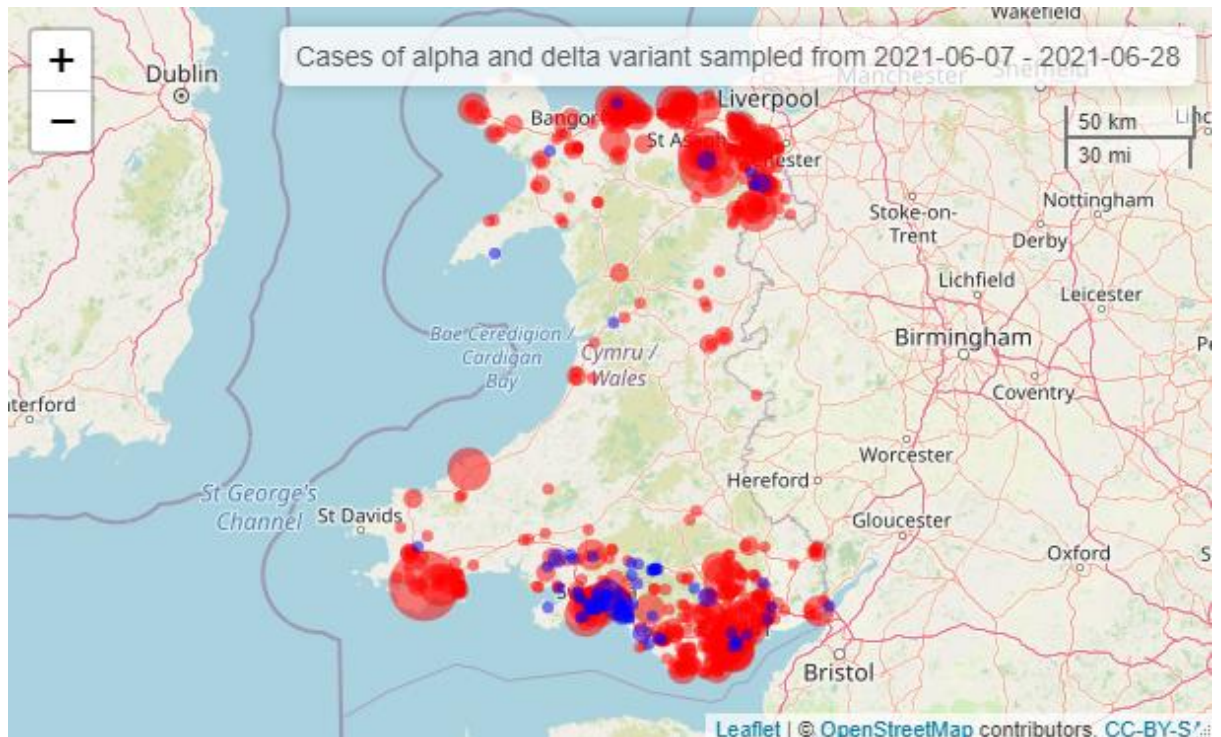 Wakefield
+
Cases of alpha and delta variant sampled from 2021-06-07 - 2021-06-28
Dublin
Manchester
Sheffield
−
Liverpool
Bangor
50 km
30 mi
St Asaph
Stoke-on-
Trent
Nottingham
Derby
Lichfield
Leicester
Bae Ceredigion /
Cardigan
Bay
Cymru /
Wales
Birmingham
Coventry
Worcester
Hereford
St George's
Channel
St Davids
Gloucester
Oxford
Bristol
Leaflet | © OpenStreetMap contributors, CC-BY-SA